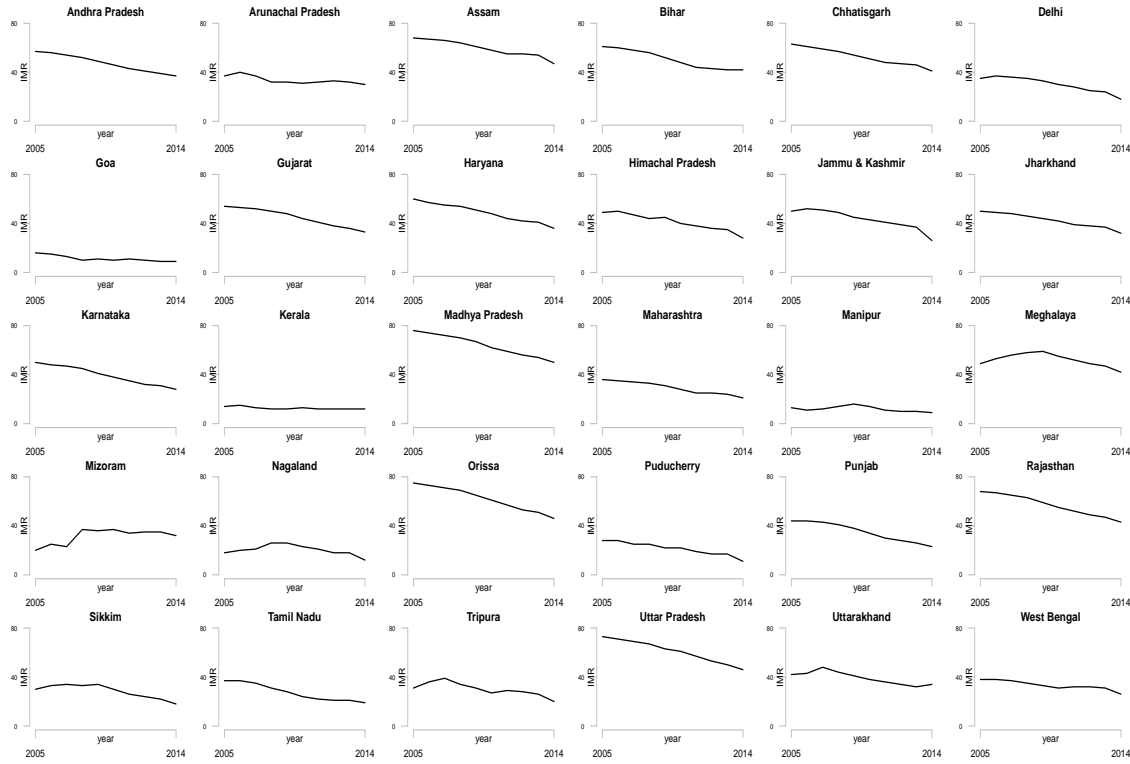 Andhra Pradesh Arunachal Pradesh Assam Bihar Chhatisgarh Delhi
80 80 80 80 80 80
IMR 40 IMR 40 IMR 40 IMR 40 IMR 40 IMR 40
0 0 0 0 0 0
year year year year year year
2005 2014 2005 2014 2005 2014 2005 2014 2005 2014 2005 2014
Goa Gujarat Haryana Himachal Pradesh Jammu & Kashmir Jharkhand
80 80 80 80 80 80
IMR 40 IMR 40 IMR 40 IMR 40 IMR 40 IMR 40
0 0 0 0 0 0
year year year year year year
2005 2014 2005 2014 2005 2014 2005 2014 2005 2014 2005 2014
Karnataka Kerala Madhya Pradesh Maharashtra Manipur Meghalaya
80 80 80 80 80 80
IMR 40 IMR 40 IMR 40 IMR 40 IMR 40 IMR 40
0 0 0 0 0 0
year year year year year year
2005 2014 2005 2014 2005 2014 2005 2014 2005 2014 2005 2014
Mizoram Nagaland Orissa Puducherry Punjab Rajasthan
80 80 80 80 80 80
IMR 40 IMR 40 IMR 40 IMR 40 IMR 40 IMR 40
0 0 0 0 0 0
year year year year year year
2005 2014 2005 2014 2005 2014 2005 2014 2005 2014 2005 2014
Sikkim Tamil Nadu Tripura Uttar Pradesh Uttarakhand West Bengal
80 80 80 80 80 80
IMR 40 IMR 40 IMR 40 IMR 40 IMR 40 IMR 40
0 0 0 0 0 0
year year year year year year
2005 2014 2005 2014 2005 2014 2005 2014 2005 2014 2005 2014